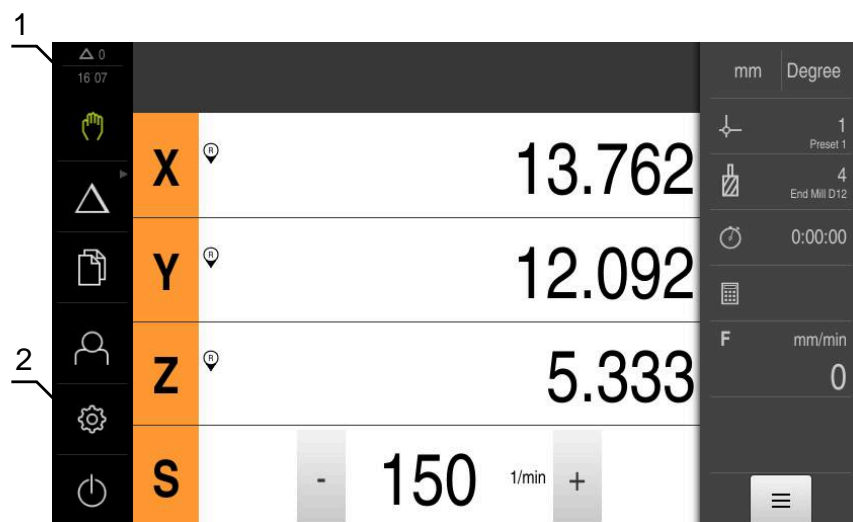 1
△ 0
16 07
mm Degree
1
Preset 1
X R 13.762
4
End Mill D12
0:00:00
Y R 12.092
F mm/min
0
2
Z R 5.333
S - 150 1/min +